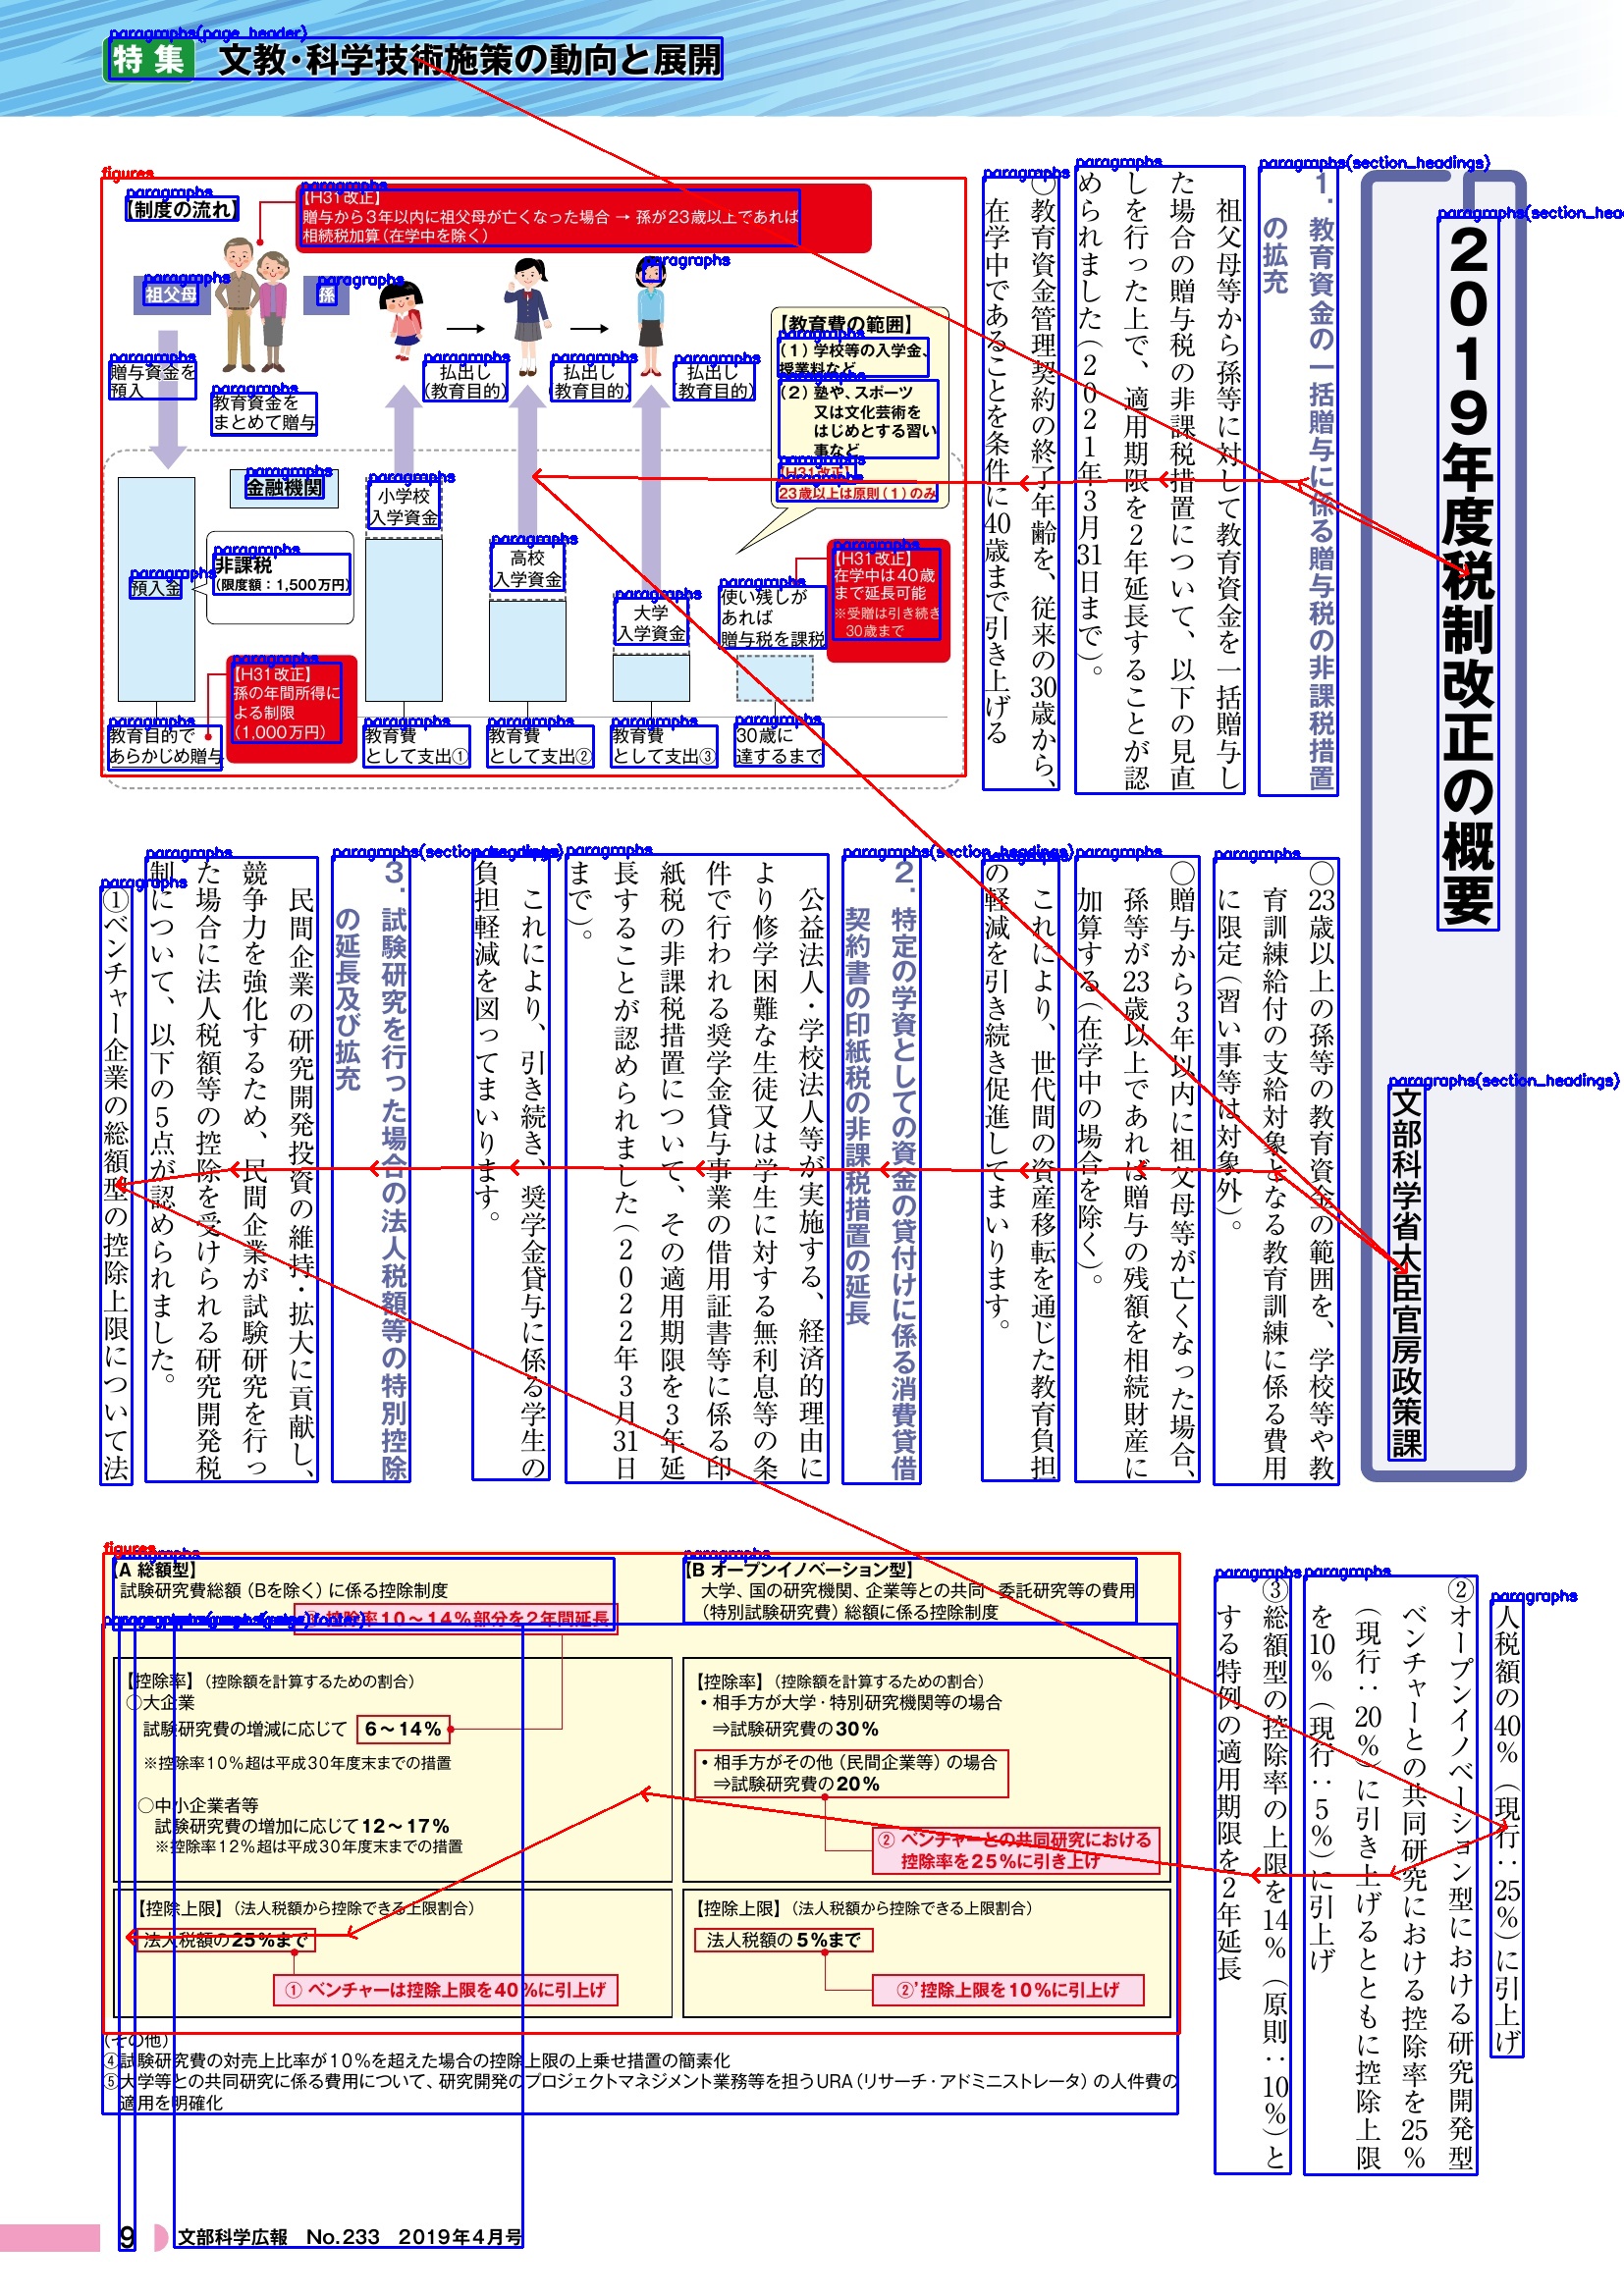 paragraphs(page_header)
特集 文教・科学技術施策の動向と展開
paragraphs(section_headings)
2019年度税制改正の概要
paragraphs(section_headings)
文部科学省大臣官房政策課
paragraphs(section_headings)
1．教育資金の一括贈与に係る贈与税の非課税措置
の拡充
paragraphs
祖父母等から孫等に対して教育資金を一括贈与し
た場合の贈与税の非課税措置について、以下の見直
しを行った上で、適用期限を2年延長することが認
められました（2021年3月31日まで）。
paragraphs
○教育資金管理契約の終了年齢を、従来の30歳から、
在学中であることを条件に40歳まで引き上げる
figures
paragraphs
【制度の流れ】
paragraphs
【H31改正】
贈与から3年以内に祖父母が亡くなった場合 → 孫が23歳以上であれば
相続税加算（在学中を除く）
paragraphs
祖父母
paragraphs
孫
paragraphs
paragraphs
贈与資金を
預入
paragraphs
教育資金を
まとめて贈与
paragraphs
払出し
（教育目的）
paragraphs
払出し
（教育目的）
paragraphs
払出し
（教育目的）
【教育費の範囲】
paragraphs
（1）学校等の入学金、
授業料など
paragraphs
（2）塾や、スポーツ
又は文化芸術を
はじめとする習い
事など
paragraphs
【H31改正】
paragraphs
23歳以上は原則（1）のみ
paragraphs
金融機関
paragraphs
小学校
入学資金
paragraphs
高校
入学資金
paragraphs
大学
入学資金
paragraphs
非課税
（限度額：1,500万円）
paragraphs
預入金
paragraphs
使い残しが
あれば
贈与税を課税
paragraphs
【H31改正】
在学中は40歳
まで延長可能
※受贈は引き続き
30歳まで
paragraphs
【H31改正】
孫の年間所得に
よる制限
（1,000万円）
paragraphs
教育目的で
あらかじめ贈与
paragraphs
教育費
として支出①
paragraphs
教育費
として支出②
paragraphs
教育費
として支出③
paragraphs
30歳に
達するまで
paragraphs
○23歳以上の孫等の教育資金の範囲を、学校等や教
育訓練給付の支給対象となる教育訓練に係る費用
に限定（習い事等は対象外）。
paragraphs
○贈与から3年以内に祖父母等が亡くなった場合、
孫等が23歳以上であれば贈与の残額を相続財産に
加算する（在学中の場合を除く）。
paragraphs
これにより、世代間の資産移転を通じた教育負担
の軽減を引き続き促進してまいります。
paragraphs(section_headings)
2．特定の学資としての資金の貸付けに係る消費貸借
契約書の印紙税の非課税措置の延長
paragraphs
公益法人・学校法人等が実施する、経済的理由に
より修学困難な生徒又は学生に対する無利息等の条
件で行われる奨学金貸与事業の借用証書等に係る印
紙税の非課税措置について、その適用期限を3年延
長することが認められました（2022年3月31日
まで）。
paragraphs
これにより、引き続き、奨学金貸与に係る学生の
負担軽減を図ってまいります。
paragraphs(section_headings)
3．試験研究を行った場合の法人税額等の特別控除
の延長及び拡充
paragraphs
民間企業の研究開発投資の維持・拡大に貢献し、
競争力を強化するため、民間企業が試験研究を行っ
た場合に法人税額等の控除を受けられる研究開発税
制について、以下の5点が認められました。
paragraphs
①ベンチャー企業の総額型の控除上限について法
paragraphs
人税額の40％（現行：25％）に引上げ
paragraphs
②オープンイノベーション型における研究開発型
ベンチャーとの共同研究における控除率を25％
（現行：20％）に引き上げるとともに控除上限
を10％（現行：5％）に引上げ
paragraphs
③総額型の控除率の上限を14％（原則：10％）と
する特例の適用期限を2年延長
figures
paragraphs
【A 総額型】
試験研究費総額（Bを除く）に係る控除制度
③ 控除率10～14％部分を2年間延長
【控除率】（控除額を計算するための割合）
○大企業
試験研究費の増減に応じて 6～14％
※控除率10％超は平成30年度末までの措置
○中小企業者等
試験研究費の増加に応じて12～17％
※控除率12％超は平成30年度末までの措置
【控除上限】（法人税額から控除できる上限割合）
法人税額の25％まで
① ベンチャーは控除上限を40％に引上げ
paragraphs
【B オープンイノベーション型】
大学、国の研究機関、企業等との共同・委託研究等の費用
（特別試験研究費）総額に係る控除制度
【控除率】（控除額を計算するための割合）
・相手方が大学・特別研究機関等の場合
⇒試験研究費の30％
・相手方がその他（民間企業等）の場合
⇒試験研究費の20％
② ベンチャーとの共同研究における
控除率を25％に引き上げ
【控除上限】（法人税額から控除できる上限割合）
法人税額の5％まで
②'控除上限を10％に引上げ
（その他）
④試験研究費の対売上比率が10％を超えた場合の控除上限の上乗せ措置の簡素化
⑤大学等との共同研究に係る費用について、研究開発のプロジェクトマネジメント業務等を担うURA（リサーチ・アドミニストレータ）の人件費の
適用を明確化
9 文部科学広報 No.233 2019年4月号